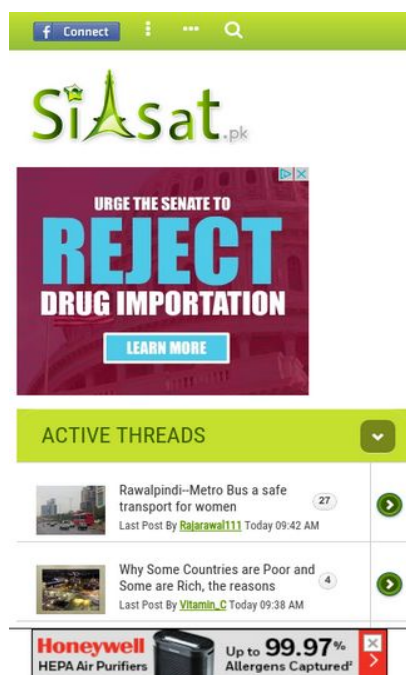 f Connect
SiAsat.pk
URGE THE SENATE TO
REJECT
DRUG IMPORTATION
LEARN MORE
ACTIVE THREADS
Rawalpindi--Metro Bus a safe
transport for women
27
Last Post By Rajarawal111 Today 09:42 AM
Why Some Countries are Poor and
Some are Rich, the reasons
4
Last Post By Vitamin_C Today 09:38 AM
Honeywell
HEPA Air Purifiers
Up to 99.97%
Allergens Captured²